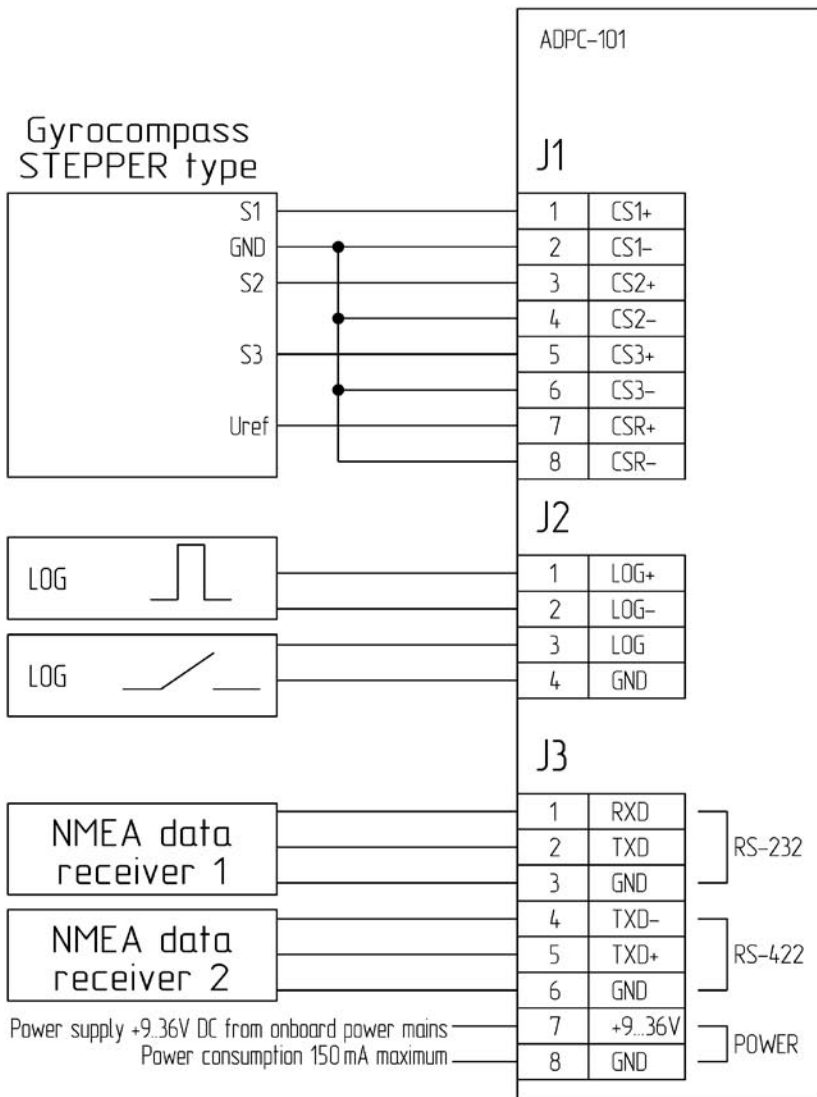 ADPC-101
Gyrocompass
STEPPER type
J1
S1 1 CS1+
GND 2 CS1-
S2 3 CS2+
4 CS2-
S3 5 CS3+
6 CS3-
Uref 7 CSR+
8 CSR-
J2
LOG
1 LOG+
2 LOG-
LOG
3 LOG
4 GND
J3
NMEA data
receiver 1
1 RXD
2 TXD
3 GND
RS-232
NMEA data
receiver 2
4 TXD-
5 TXD+
6 GND
RS-422
Power supply +9..36V DC from onboard power mains 7 +9...36V
Power consumption 150 mA maximum 8 GND
POWER